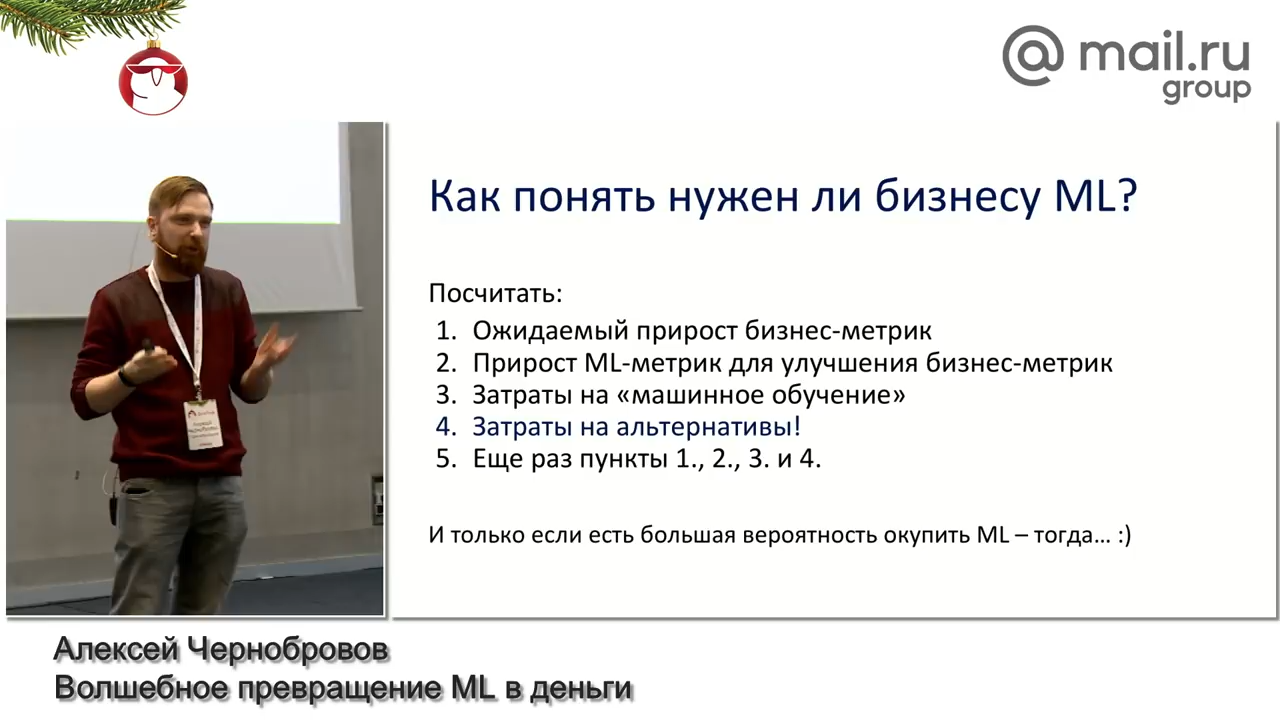 @ mail.ru
group
Как понять нужен ли бизнесу ML?
Посчитать:
1. Ожидаемый прирост бизнес-метрик
2. Прирост ML-метрик для улучшения бизнес-метрик
3. Затраты на «машинное обучение»
4. Затраты на альтернативы!
5. Еще раз пункты 1., 2., 3. и 4.
И только если есть большая вероятность окупить ML – тогда... :)
Алексей Чернобровов
Волшебное превращение ML в деньги